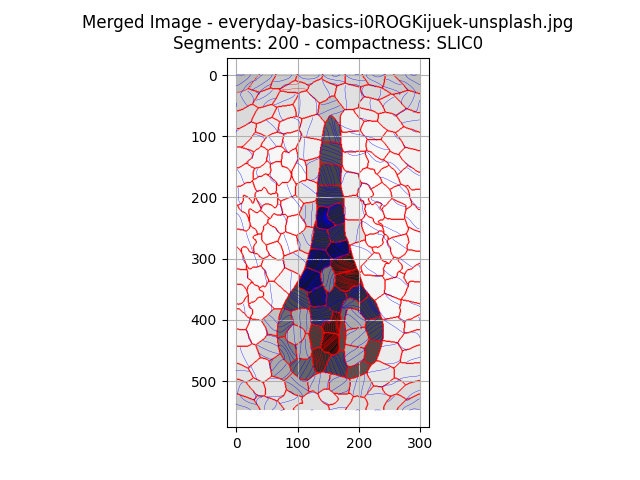 Merged Image - everyday-basics-i0ROGKijuek-unsplash.jpg
Segments: 200 - compactness: SLIC0
0
100
200
300
400
500
0 100 200 300